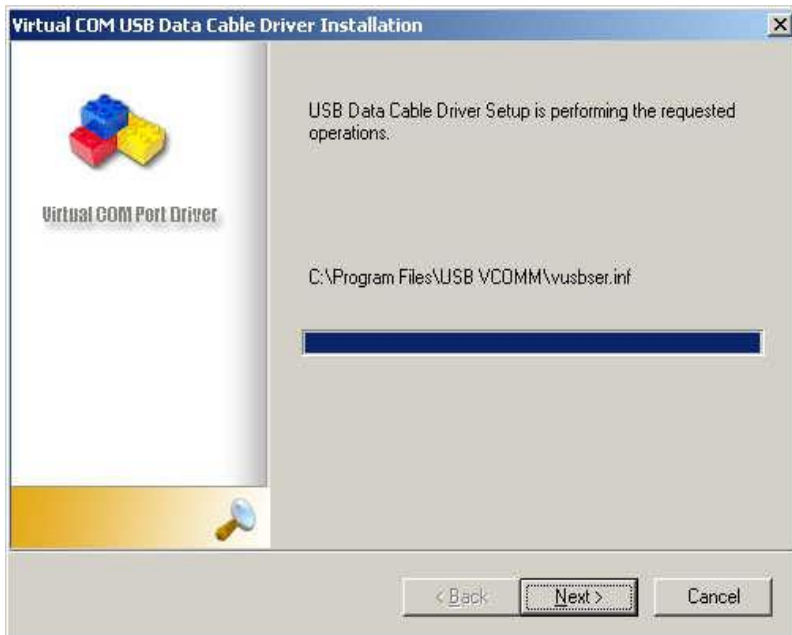 Virtual COM USB Data Cable Driver Installation
USB Data Cable Driver Setup is performing the requested
operations.
Virtual COM Port Driver
C:\Program Files\USB VCOMM\vusbser.inf
< Back
Next >
Cancel